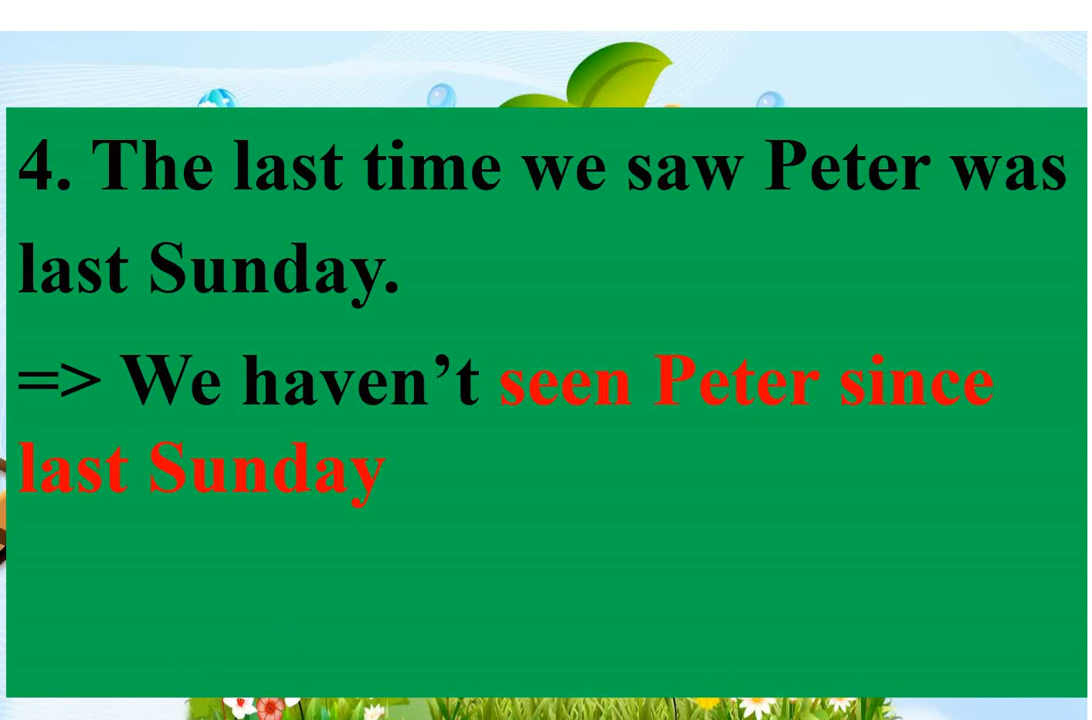 4. The last time we saw Peter was
last Sunday.
=> We haven’t seen Peter since
last Sunday